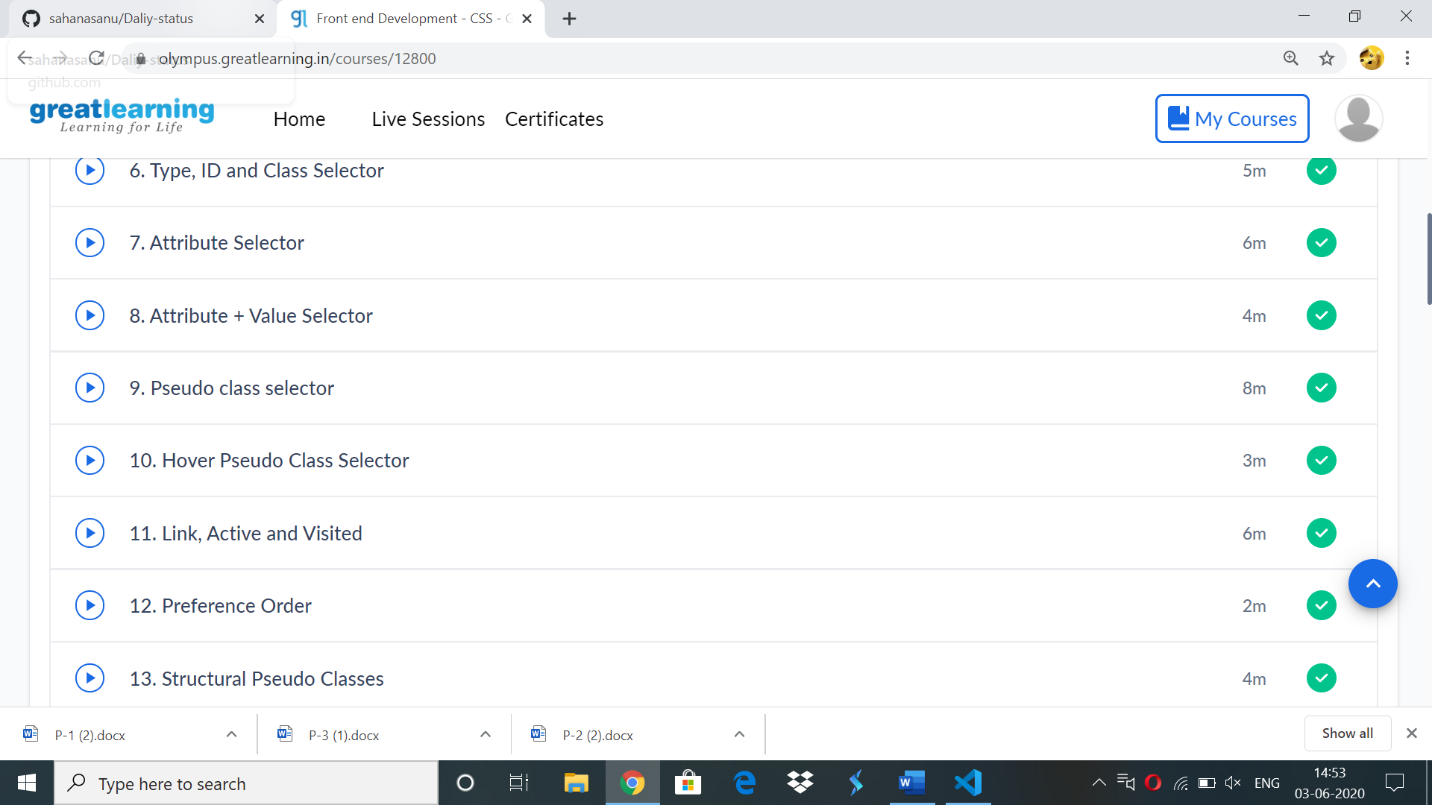 sahanasanu/Daliy-status
Front end Development - CSS - G
olympus.greatlearning.in/courses/12800
sahanasanu/Daliy-status
github.com
greatlearning
Learning for Life
Home Live Sessions Certificates My Courses
6. Type, ID and Class Selector 5m
7. Attribute Selector 6m
8. Attribute + Value Selector 4m
9. Pseudo class selector 8m
10. Hover Pseudo Class Selector 3m
11. Link, Active and Visited 6m
12. Preference Order 2m
13. Structural Pseudo Classes 4m
P-1 (2).docx P-3 (1).docx P-2 (2).docx Show all
Type here to search ENG 14:53
03-06-2020